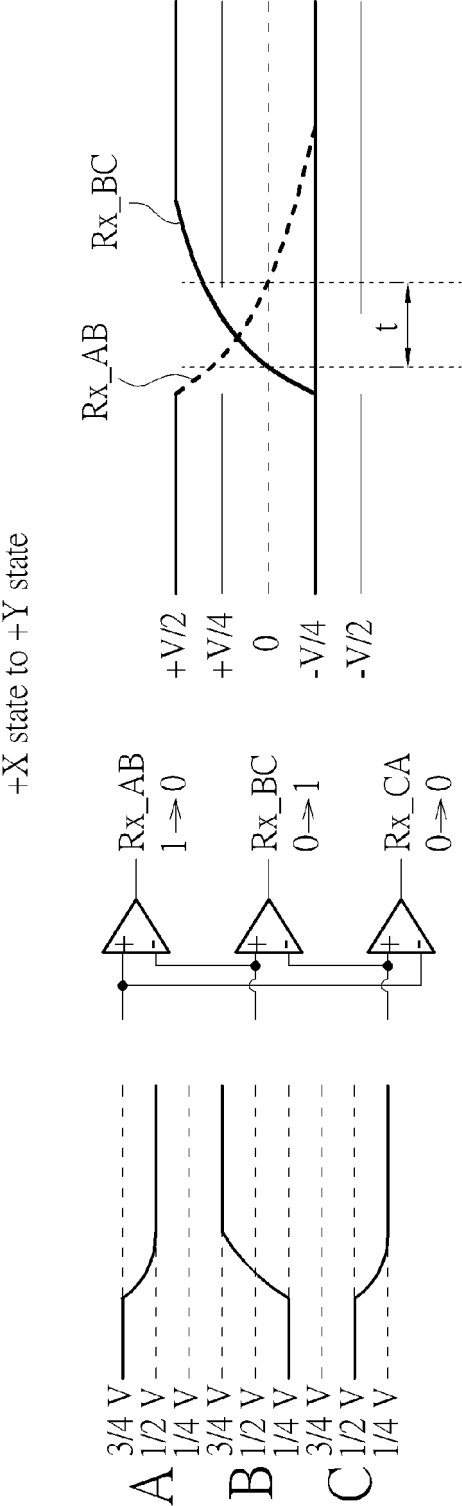 +X state to +Y state
A
3/4 V
1/2 V
1/4 V
B
3/4 V
1/2 V
1/4 V
C
3/4 V
1/2 V
1/4 V
+
-
Rx_AB
1→0
+
-
Rx_BC
0→1
+
-
Rx_CA
0→0
+V/2
+V/4
0
-V/4
-V/2
Rx_AB
Rx_BC
t